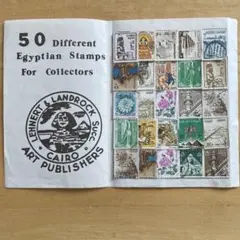 50 Different
Egyptian Stamps
For Collectors
LEHNERT & LANDROCK
Succ.
CAIRO
ART PUBLISHERS